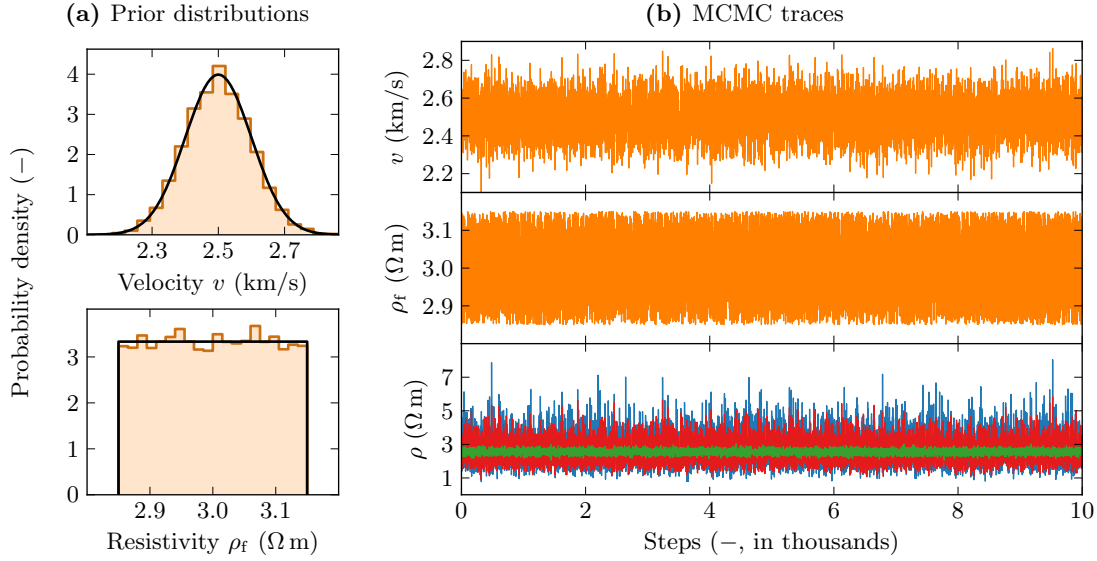 (a) Prior distributions
Probability density (−)
4
3
2
1
0
2.3 2.5 2.7
Velocity v (km/s)
3
2
1
0
2.9 3.0 3.1
Resistivity ρf (Ω m)
(b) MCMC traces
v (km/s)
2.8
2.6
2.4
2.2
ρf (Ω m)
3.1
3.0
2.9
ρ (Ω m)
7
5
3
1
0 2 4 6 8 10
Steps (−, in thousands)